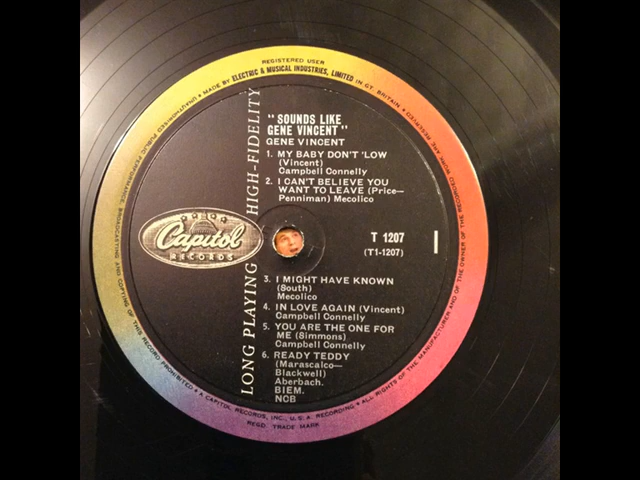 REGISTERED USER
• MADE BY ELECTRIC & MUSICAL INDUSTRIES, LIMITED IN GT. BRITAIN •
UNAUTHORISED PUBLIC PERFORMANCE, BROADCASTING AND COPYING OF THIS RECORD PROHIBITED •
A CAPITOL RECORDS, INC., U.S.A. RECORDING •
ALL RIGHTS OF THE MANUFACTURER AND OF THE OWNER OF THE RECORDED WORK ARE RESERVED •
REGD. TRADE MARK
LONG PLAYING HIGH-FIDELITY
Capitol
RECORDS
"SOUNDS LIKE
GENE VINCENT"
GENE VINCENT
1. MY BABY DON'T 'LOW
(Vincent)
Campbell Connelly
2. I CAN'T BELIEVE YOU
WANT TO LEAVE (Price—
Penniman) Mecolico
T 1207
(T1-1207)
I
3. I MIGHT HAVE KNOWN
(South)
Mecolico
4. IN LOVE AGAIN (Vincent)
Campbell Connelly
5. YOU ARE THE ONE FOR
ME (Simmons)
Campbell Connelly
6. READY TEDDY
(Marascalco—
Blackwell)
Aberbach.
BIEM.
NCB